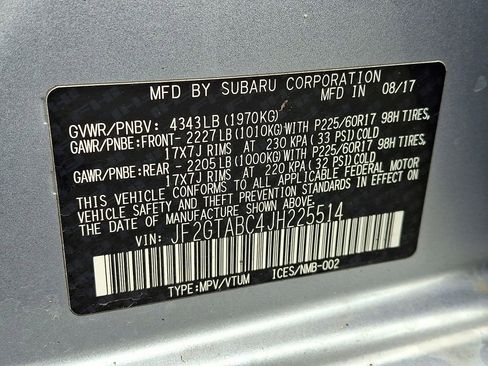 MFD BY SUBARU CORPORATION
MFD IN 08/17
GVWR/PNBV: 4343LB(1970KG)
GAWR/PNBE:FRONT- 2227LB(1010KG)WITH P225/60R17 98H TIRES,
17X7J RIMS AT 230 KPA(33 PSI)COLD
GAWR/PNBE:REAR - 2205LB(1000KG)WITH P225/60R17 98H TIRES,
17X7J RIMS AT 220 KPA(32 PSI)COLD
THIS VEHICLE CONFORMS TO ALL APPLICABLE FEDERAL MOTOR
VEHICLE SAFETY AND THEFT PREVENTION STANDARDS IN EFFECT ON
THE DATE OF MANUFACTURE SHOWN ABOVE.
VIN: JF2GTABC4JH225514
TYPE:MPV/VTUM ICES/NMB-002